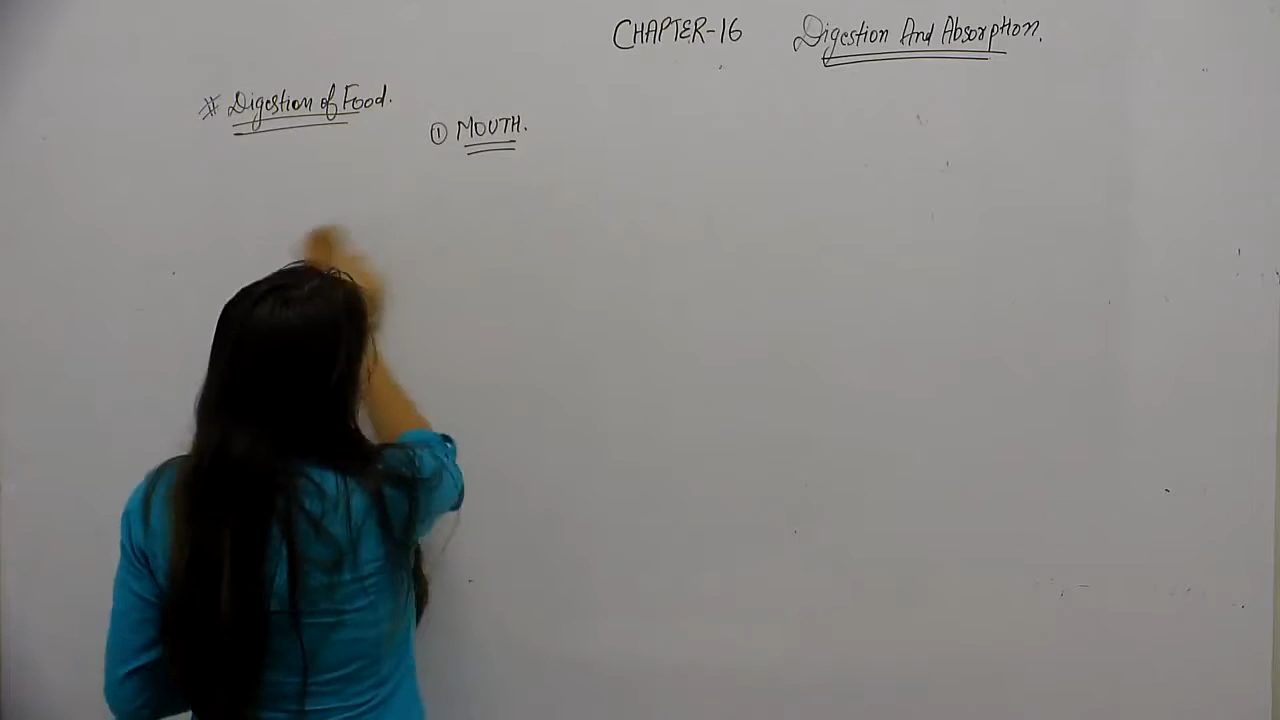 CHAPTER-16 Digestion And Absorption.
# Digestion of Food.
① MOUTH.